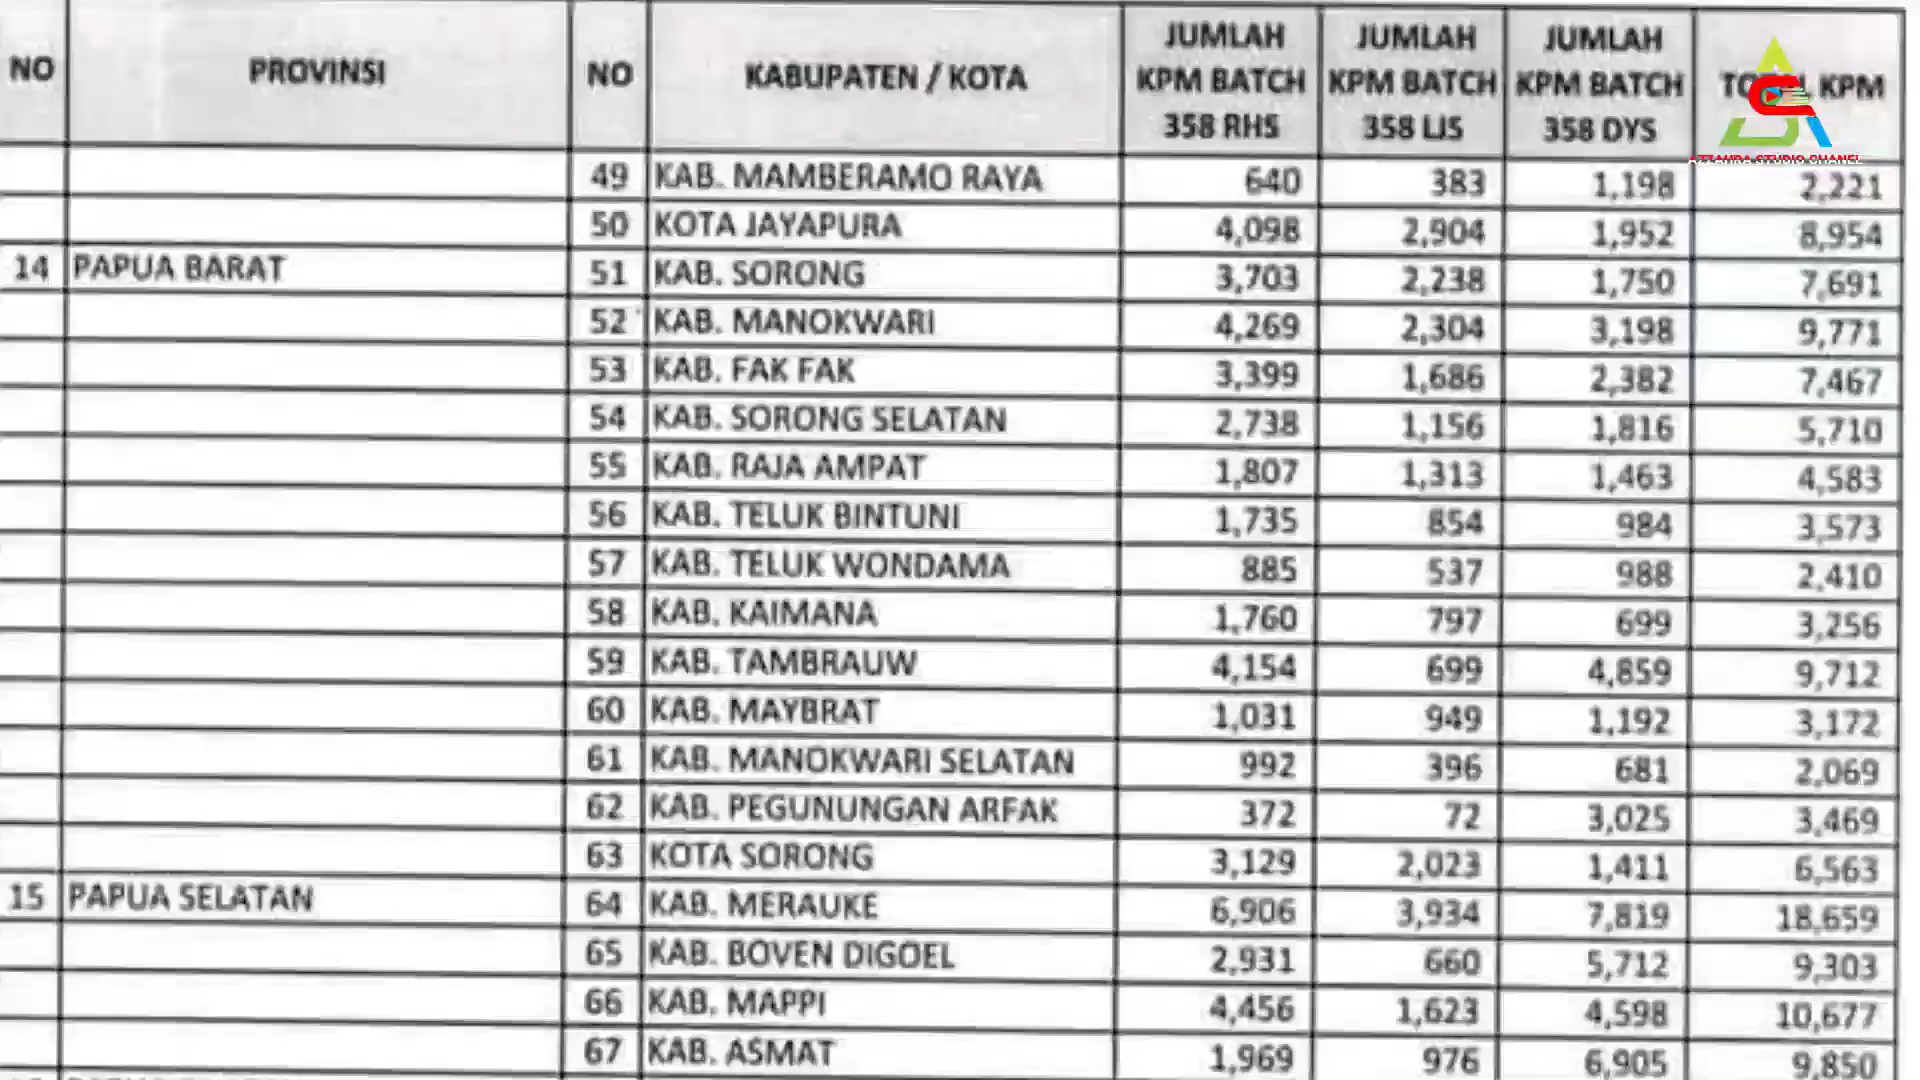 NO PROVINSI NO KABUPATEN / KOTA JUMLAH KPM BATCH 358 RHS JUMLAH KPM BATCH 358 LJS JUMLAH KPM BATCH 358 DYS TOTAL KPM
49 KAB. MAMBERAMO RAYA 640 383 1,198 2,221
50 KOTA JAYAPURA 4,098 2,904 1,952 8,954
14 PAPUA BARAT 51 KAB. SORONG 3,703 2,238 1,750 7,691
52 KAB. MANOKWARI 4,269 2,304 3,198 9,771
53 KAB. FAK FAK 3,399 1,686 2,382 7,467
54 KAB. SORONG SELATAN 2,738 1,156 1,816 5,710
55 KAB. RAJA AMPAT 1,807 1,313 1,463 4,583
56 KAB. TELUK BINTUNI 1,735 854 984 3,573
57 KAB. TELUK WONDAMA 885 537 988 2,410
58 KAB. KAIMANA 1,760 797 699 3,256
59 KAB. TAMBRAUW 4,154 699 4,859 9,712
60 KAB. MAYBRAT 1,031 949 1,192 3,172
61 KAB. MANOKWARI SELATAN 992 396 681 2,069
62 KAB. PEGUNUNGAN ARFAK 372 72 3,025 3,469
63 KOTA SORONG 3,129 2,023 1,411 6,563
15 PAPUA SELATAN 64 KAB. MERAUKE 6,906 3,934 7,819 18,659
65 KAB. BOVEN DIGOEL 2,931 660 5,712 9,303
66 KAB. MAPPI 4,456 1,623 4,598 10,677
67 KAB. ASMAT 1,969 976 6,905 9,850